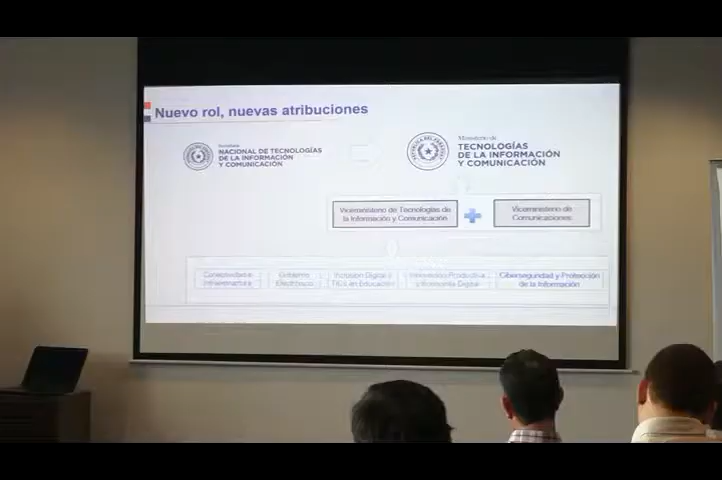 Nuevo rol, nuevas atribuciones
NACIONAL DE TECNOLOGÍAS
DE LA INFORMACIÓN
Y COMUNICACIÓN
Ministerio de
TECNOLOGÍAS
DE LA INFORMACIÓN
Y COMUNICACIÓN
Viceministerio de Tecnologías de
la Información y Comunicación
Viceministerio de
Comunicaciones
Gobierno
Electrónico
Inclusión Digital y
TICs en Educación
Innovación Productiva
y Economía Digital
Ciberseguridad y Protección
de la Información